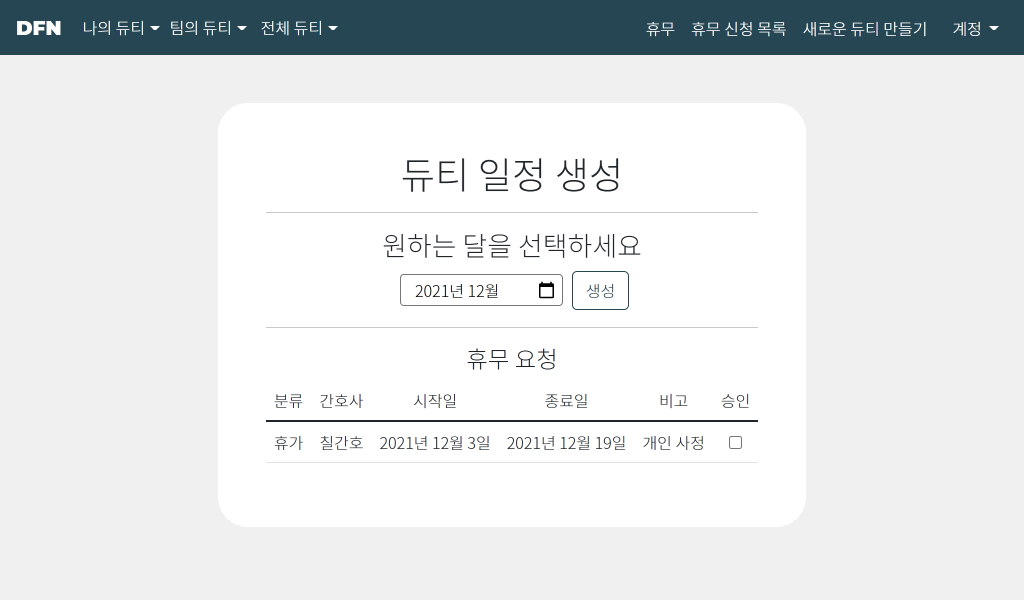 DFN 나의 듀티 팀의 듀티 전체 듀티 휴무 휴무 신청 목록 새로운 듀티 만들기 계정
듀티 일정 생성
원하는 달을 선택하세요
2021년 12월 생성
휴무 요청
분류 간호사 시작일 종료일 비고 승인
휴가 칠간호 2021년 12월 3일 2021년 12월 19일 개인 사정